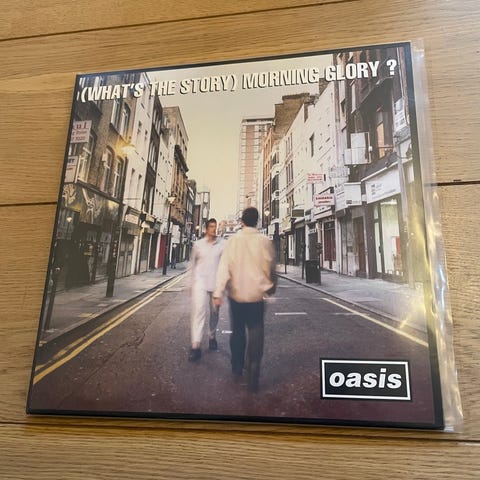 (WHAT'S THE STORY) MORNING GLORY ?
oasis